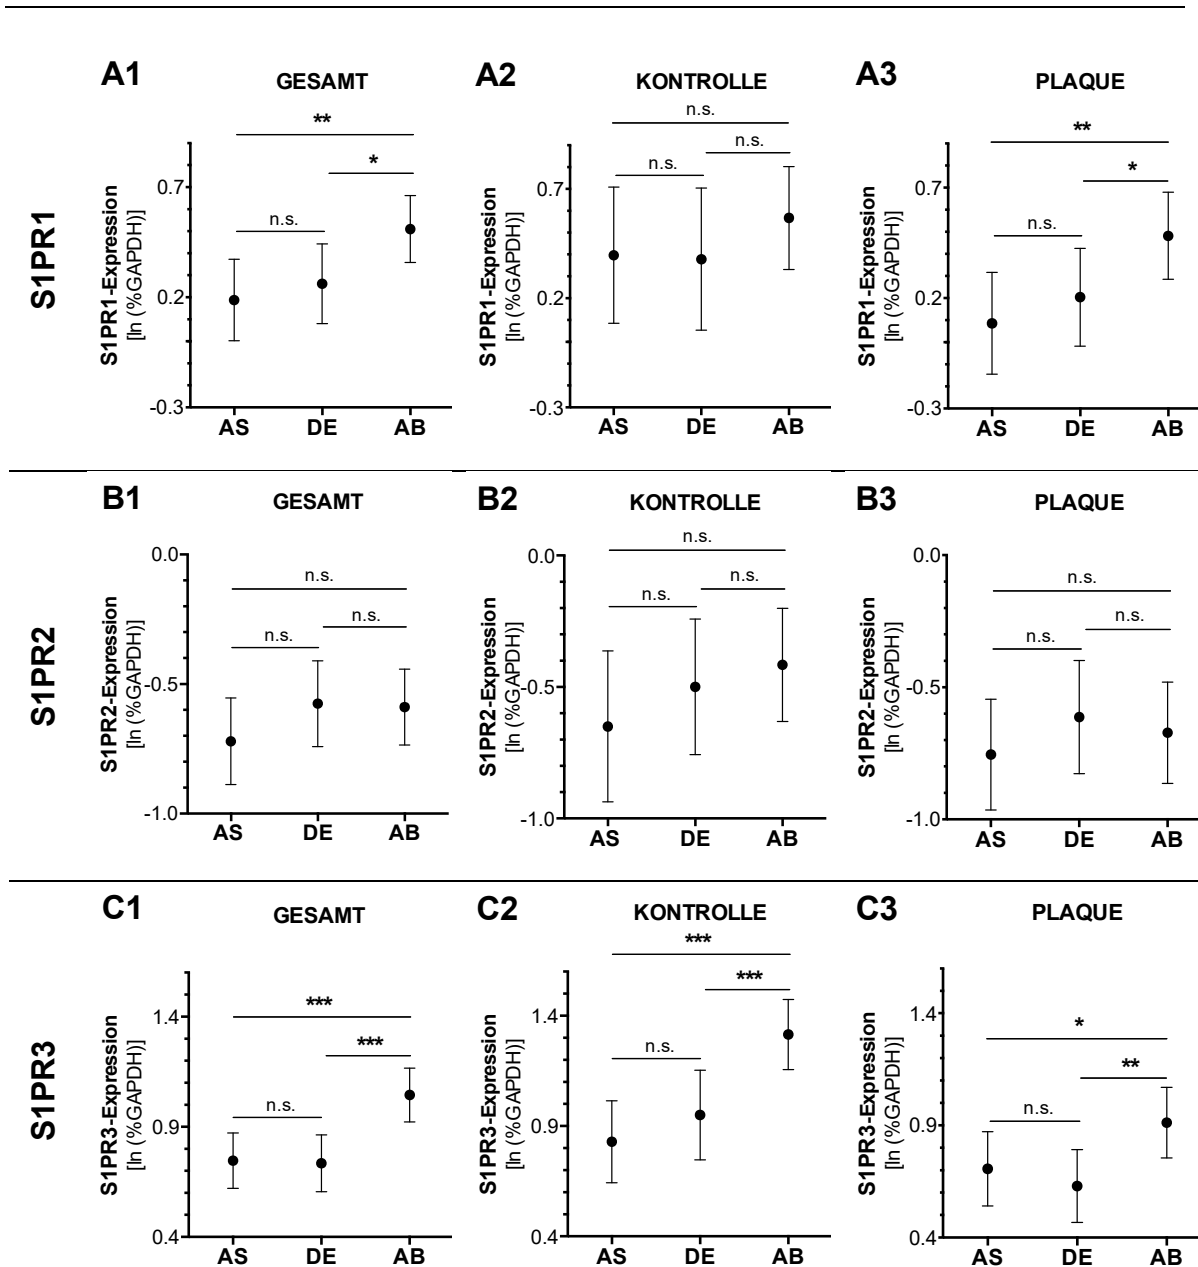 A1
GESAMT
**
*
n.s.
S1PR1-Expression
[ln (%GAPDH)]
0.7
0.2
-0.3
AS DE AB
A2
KONTROLLE
n.s.
n.s.
n.s.
S1PR1-Expression
[ln (%GAPDH)]
0.7
0.2
-0.3
AS DE AB
A3
PLAQUE
**
*
n.s.
S1PR1-Expression
[ln (%GAPDH)]
0.7
0.2
-0.3
AS DE AB
S1PR1
B1
GESAMT
n.s.
n.s.
n.s.
S1PR2-Expression
[ln (%GAPDH)]
0.0
-0.5
-1.0
AS DE AB
B2
KONTROLLE
n.s.
n.s.
n.s.
S1PR2-Expression
[ln (%GAPDH)]
0.0
-0.5
-1.0
AS DE AB
B3
PLAQUE
n.s.
n.s.
n.s.
S1PR2-Expression
[ln (%GAPDH)]
0.0
-0.5
-1.0
AS DE AB
S1PR2
C1
GESAMT
***
***
n.s.
S1PR3-Expression
[ln (%GAPDH)]
1.4
0.9
0.4
AS DE AB
C2
KONTROLLE
***
***
n.s.
S1PR3-Expression
[ln (%GAPDH)]
1.4
0.9
0.4
AS DE AB
C3
PLAQUE
*
**
n.s.
S1PR3-Expression
[ln (%GAPDH)]
1.4
0.9
0.4
AS DE AB
S1PR3